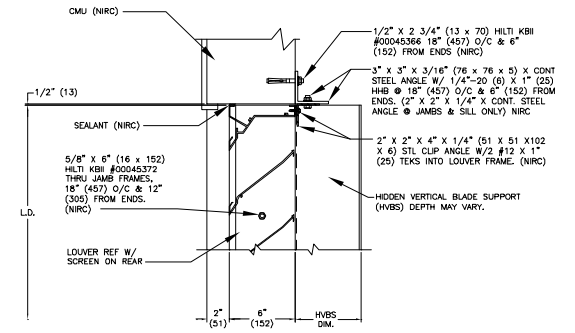 CMU (NIRC)
1/2" X 2 3/4" (13 x 70) HILTI KBII
#00045366 18" (457) O/C & 6"
(152) FROM ENDS (NIRC)
3" X 3" X 3/16" (76 x 76 x 5) X CONT
STEEL ANGLE W/ 1/4"-20 (6) X 1" (25)
HHB @ 18" (457) O/C & 6" (152) FROM
ENDS. (2" X 2" X 1/4" X CONT. STEEL
ANGLE @ JAMBS & SILL ONLY) NIRC
1/2" (13)
SEALANT (NIRC)
2" X 2" X 4" X 1/4" (51 X 51 X102
X 6) STL CLIP ANGLE W/2 #12 X 1"
(25) TEKS INTO LOUVER FRAME. (NIRC)
5/8" X 6" (16 x 152)
HILTI KBII #00045372
THRU JAMB FRAMES,
18" (457) O/C & 12"
(305) FROM ENDS.
(NIRC)
HIDDEN VERTICAL BLADE SUPPORT
(HVBS) DEPTH MAY VARY.
L.D.
LOUVER REF W/
SCREEN ON REAR
2"
(51)
6"
(152)
HVBS
DIM.